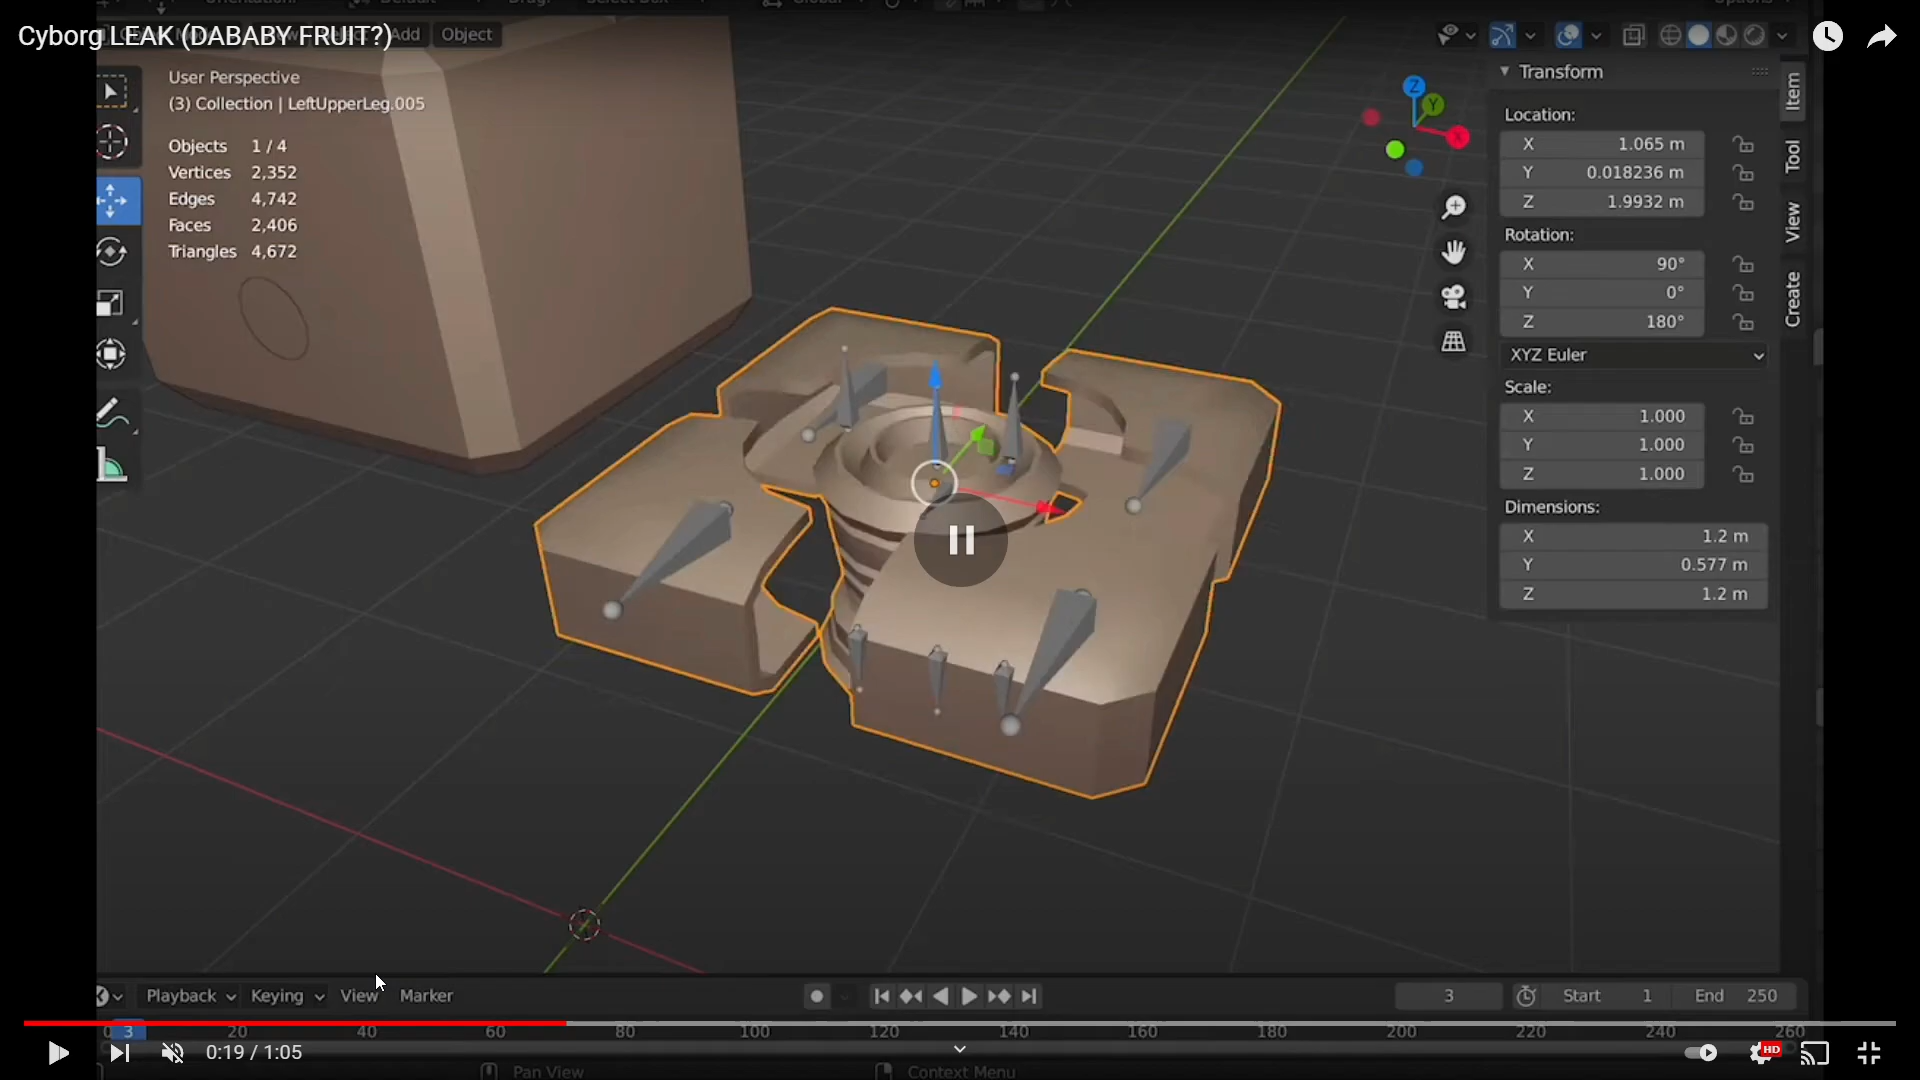 Cyborg LEAK (DABABY FRUIT?)
Add
Object
User Perspective
(3) Collection | LeftUpperLeg.005
Objects 1 / 4
Vertices 2,352
Edges 4,742
Faces 2,406
Triangles 4,672
Z
Y
X
Transform
Location:
X 1.065 m
Y 0.018236 m
Z 1.9932 m
Rotation:
X 90°
Y 0°
Z 180°
XYZ Euler
Scale:
X 1.000
Y 1.000
Z 1.000
Dimensions:
X 1.2 m
Y 0.577 m
Z 1.2 m
Item
Tool
View
Create
Playback Keying View Marker
3 Start 1 End 250
0 3 20 40 60 80 100 120 140 160 180 200 220 240 260
0:19 / 1:05
HD
Pan View
Context Menu